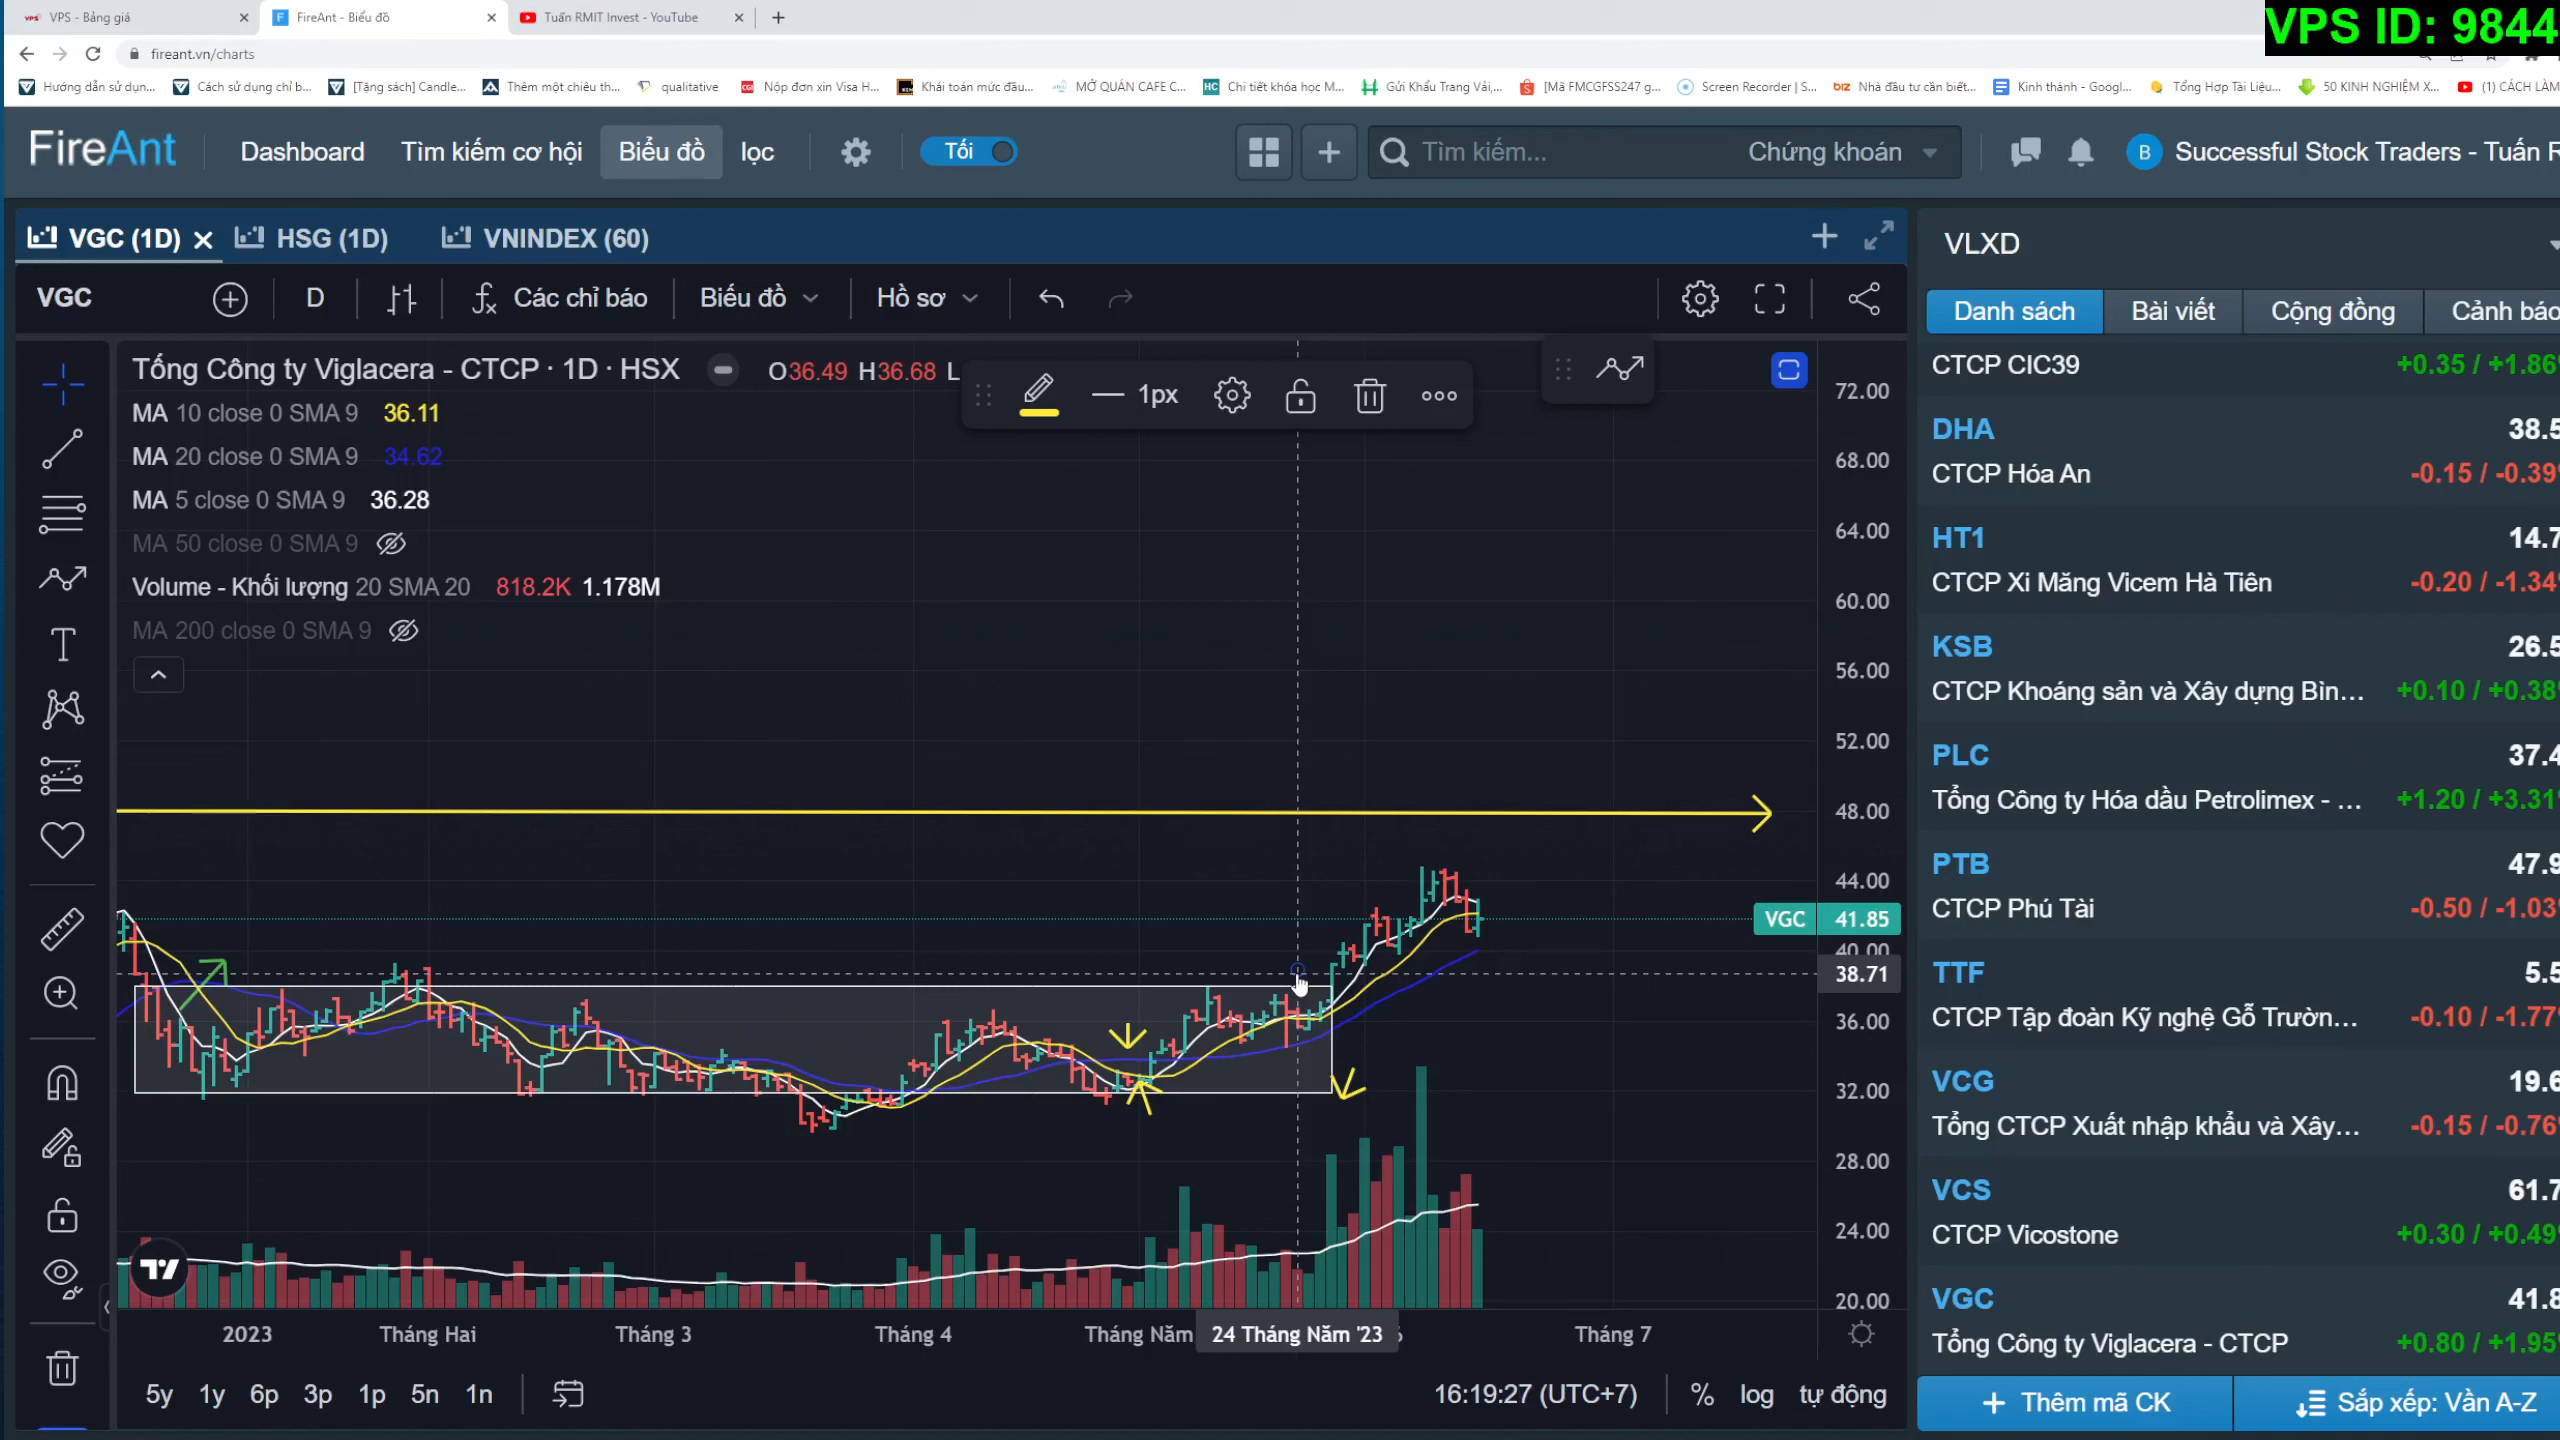 VPS - Bảng giá
FireAnt - Biểu đồ
Tuấn RMIT Invest - YouTube
VPS ID: 9844
fireant.vn/charts
Hướng dẫn sử dụn...
Cách sử dụng chỉ b...
[Tặng sách] Candle...
Thêm một chiêu th...
qualitative
Nộp đơn xin Visa H...
Khái toán mức đầu...
MỞ QUÁN CAFE C...
Chi tiết khóa học M...
Gửi Khẩu Trang Vải,...
[Mã FMCGFSS247 g...
Screen Recorder | S...
Nhà đầu tư cần biết...
Kinh thánh - Googl...
Tổng Hợp Tài Liệu...
50 KINH NGHIỆM X...
(1) CÁCH LÀM
FireAnt
Dashboard
Tìm kiếm cơ hội
Biểu đồ
lọc
Tối
Tìm kiếm...
Chứng khoán
B
Successful Stock Traders - Tuấn R
VGC (1D)
HSG (1D)
VNINDEX (60)
VLXD
VGC
D
Các chỉ báo
Biểu đồ
Hồ sơ
Danh sách
Bài viết
Cộng đồng
Cảnh báo
Tổng Công ty Viglacera - CTCP · 1D · HSX
O36.49 H36.68 L
1px
MA 10 close 0 SMA 9 36.11
MA 20 close 0 SMA 9 34.62
MA 5 close 0 SMA 9 36.28
MA 50 close 0 SMA 9
Volume - Khối lượng 20 SMA 20 818.2K 1.178M
MA 200 close 0 SMA 9
72.00
68.00
64.00
60.00
56.00
52.00
48.00
44.00
VGC 41.85
40.00
38.71
36.00
32.00
28.00
24.00
20.00
2023
Tháng Hai
Tháng 3
Tháng 4
Tháng Năm
24 Tháng Năm '23
Tháng 7
5y
1y
6p
3p
1p
5n
1n
16:19:27 (UTC+7)
%
log
tự động
CTCP CIC39 +0.35 / +1.86%
DHA 38.5
CTCP Hóa An -0.15 / -0.39%
HT1 14.7
CTCP Xi Măng Vicem Hà Tiên -0.20 / -1.34%
KSB 26.5
CTCP Khoáng sản và Xây dựng Bìn... +0.10 / +0.38%
PLC 37.4
Tổng Công ty Hóa dầu Petrolimex - ... +1.20 / +3.31%
PTB 47.9
CTCP Phú Tài -0.50 / -1.03%
TTF 5.5
CTCP Tập đoàn Kỹ nghệ Gỗ Trườn... -0.10 / -1.77%
VCG 19.6
Tổng CTCP Xuất nhập khẩu và Xây... -0.15 / -0.76%
VCS 61.7
CTCP Vicostone +0.30 / +0.49%
VGC 41.8
Tổng Công ty Viglacera - CTCP +0.80 / +1.95%
Thêm mã CK
Sắp xếp: Vần A-Z